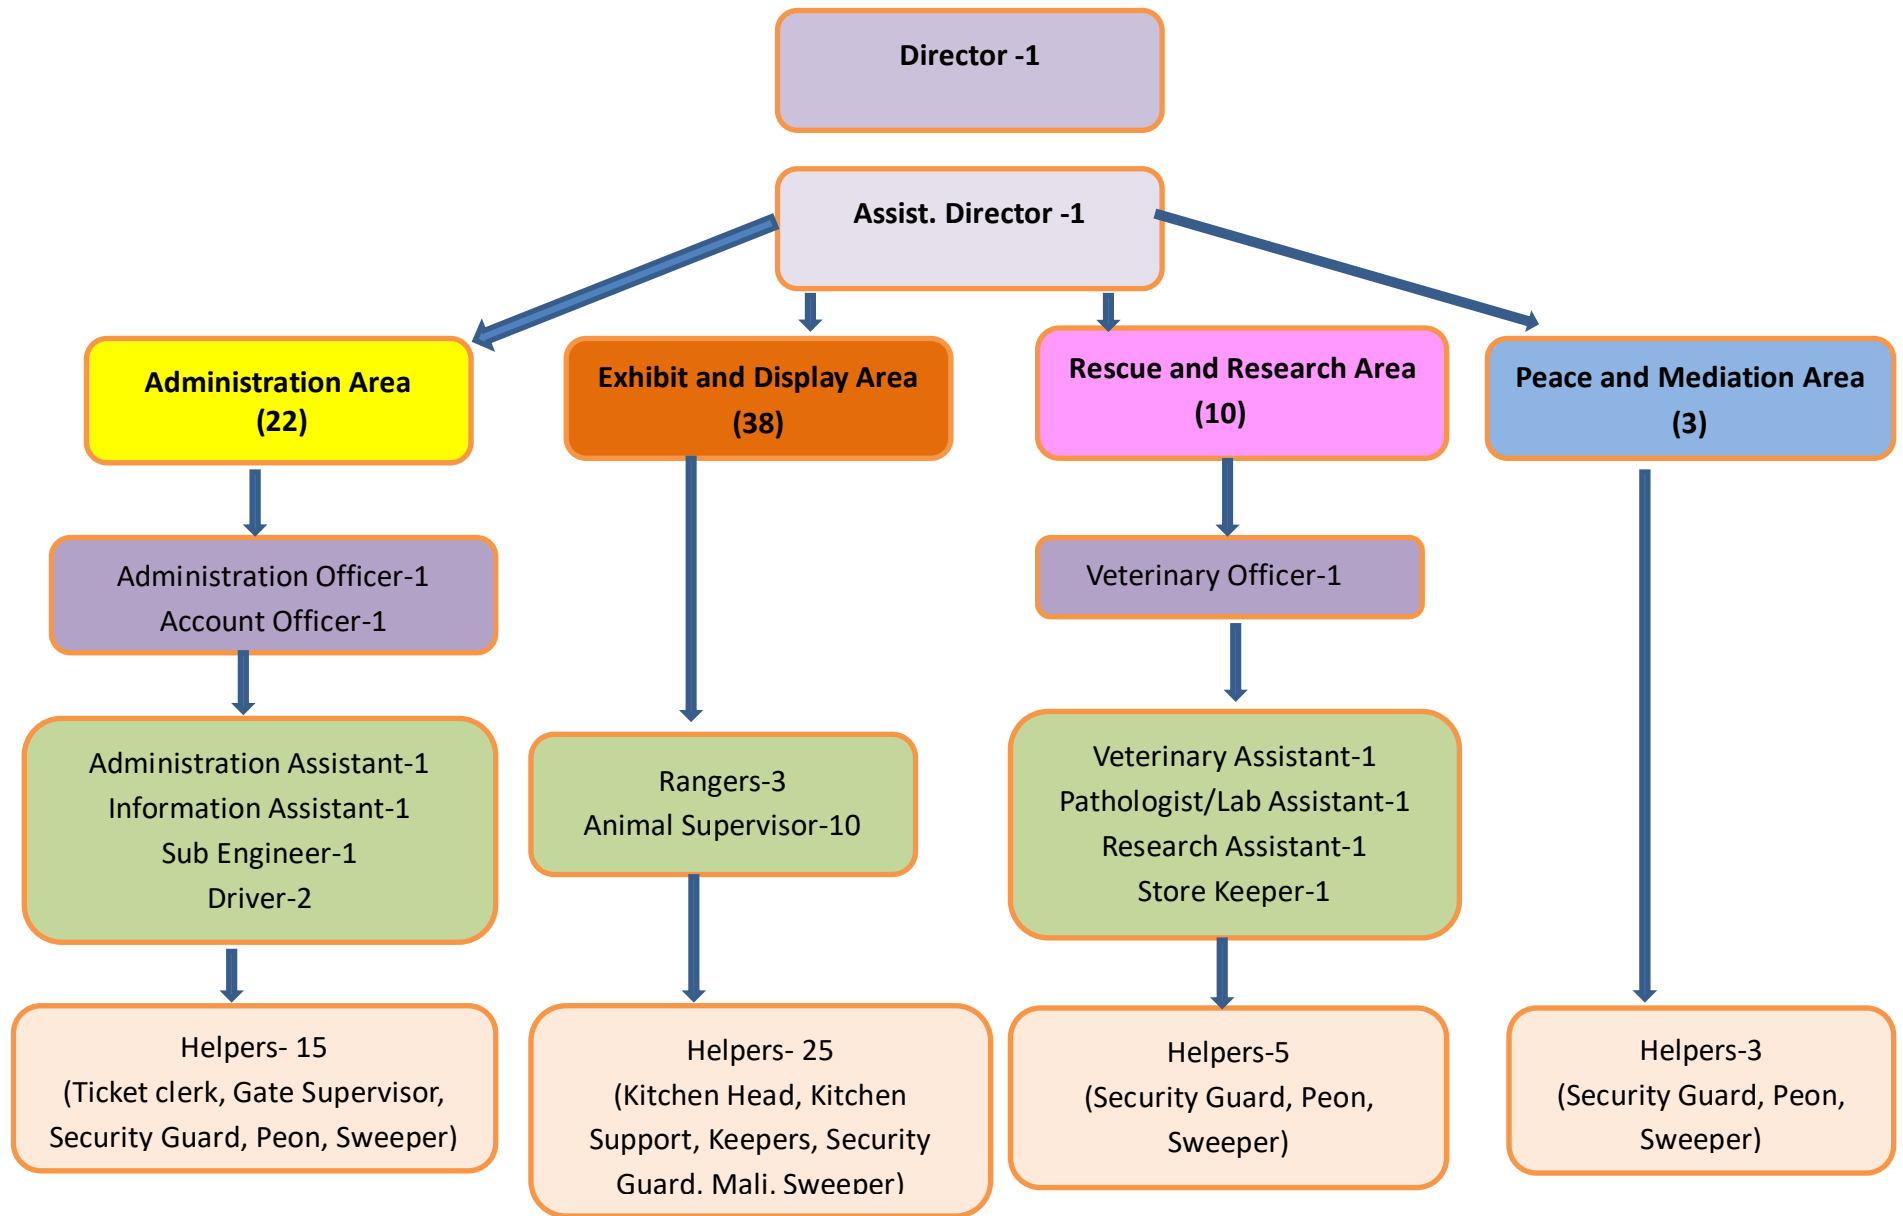 Director -1
Assist. Director -1
Administration Area
(22)
Exhibit and Display Area
(38)
Rescue and Research Area
(10)
Peace and Mediation Area
(3)
Administration Officer-1
Account Officer-1
Veterinary Officer-1
Administration Assistant-1
Information Assistant-1
Sub Engineer-1
Driver-2
Rangers-3
Animal Supervisor-10
Veterinary Assistant-1
Pathologist/Lab Assistant-1
Research Assistant-1
Store Keeper-1
Helpers- 15
(Ticket clerk, Gate Supervisor,
Security Guard, Peon, Sweeper)
Helpers- 25
(Kitchen Head, Kitchen
Support, Keepers, Security
Guard, Mali, Sweeper)
Helpers-5
(Security Guard, Peon,
Sweeper)
Helpers-3
(Security Guard, Peon,
Sweeper)